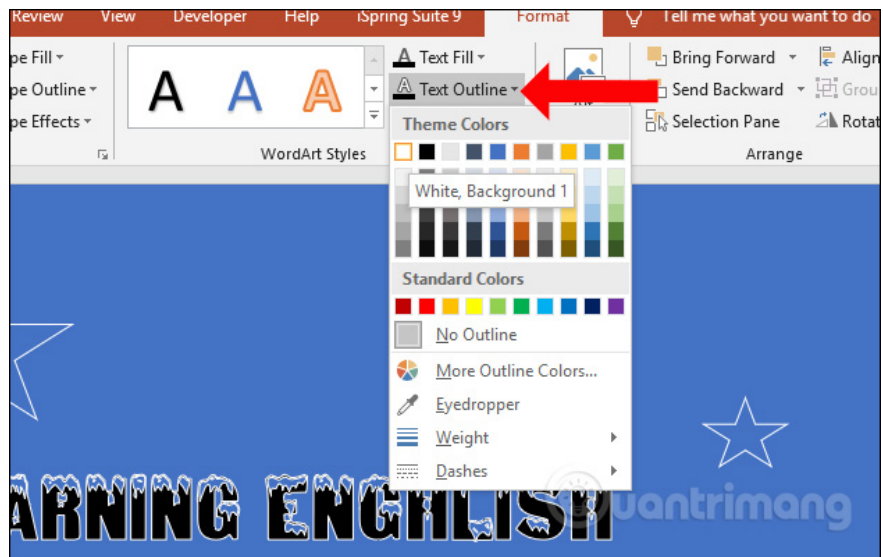 Review View Developer Help iSpring Suite 9 Format Tell me what you want to do
pe Fill Text Fill Bring Forward Align
pe Outline Text Outline Send Backward Grou
pe Effects Selection Pane Rotat
WordArt Styles Arrange
A A A
Theme Colors
White, Background 1
Standard Colors
No Outline
More Outline Colors...
Eyedropper
Weight
Dashes
ARNING ENGHLISH
uantrimang